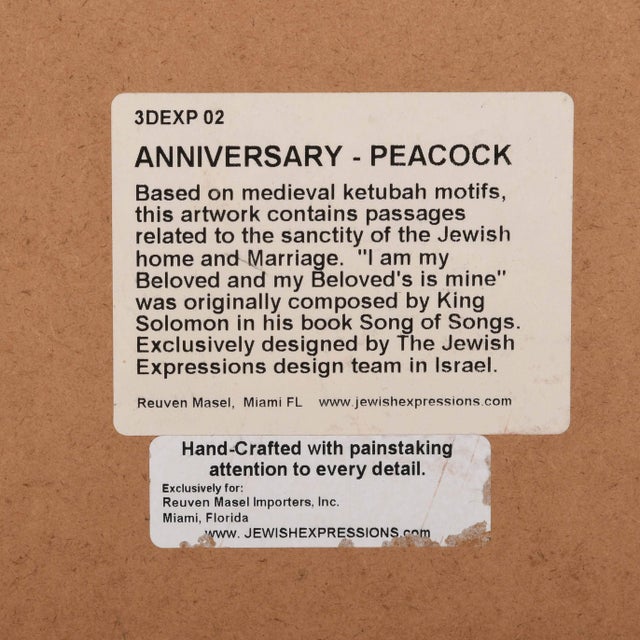 3DEXP 02
ANNIVERSARY - PEACOCK
Based on medieval ketubah motifs,
this artwork contains passages
related to the sanctity of the Jewish
home and Marriage. "I am my
Beloved and my Beloved's is mine"
was originally composed by King
Solomon in his book Song of Songs.
Exclusively designed by The Jewish
Expressions design team in Israel.
Reuven Masel, Miami FL www.jewishexpressions.com
Hand-Crafted with painstaking
attention to every detail.
Exclusively for:
Reuven Masel Importers, Inc.
Miami, Florida
www. JEWISHEXPRESSIONS.com